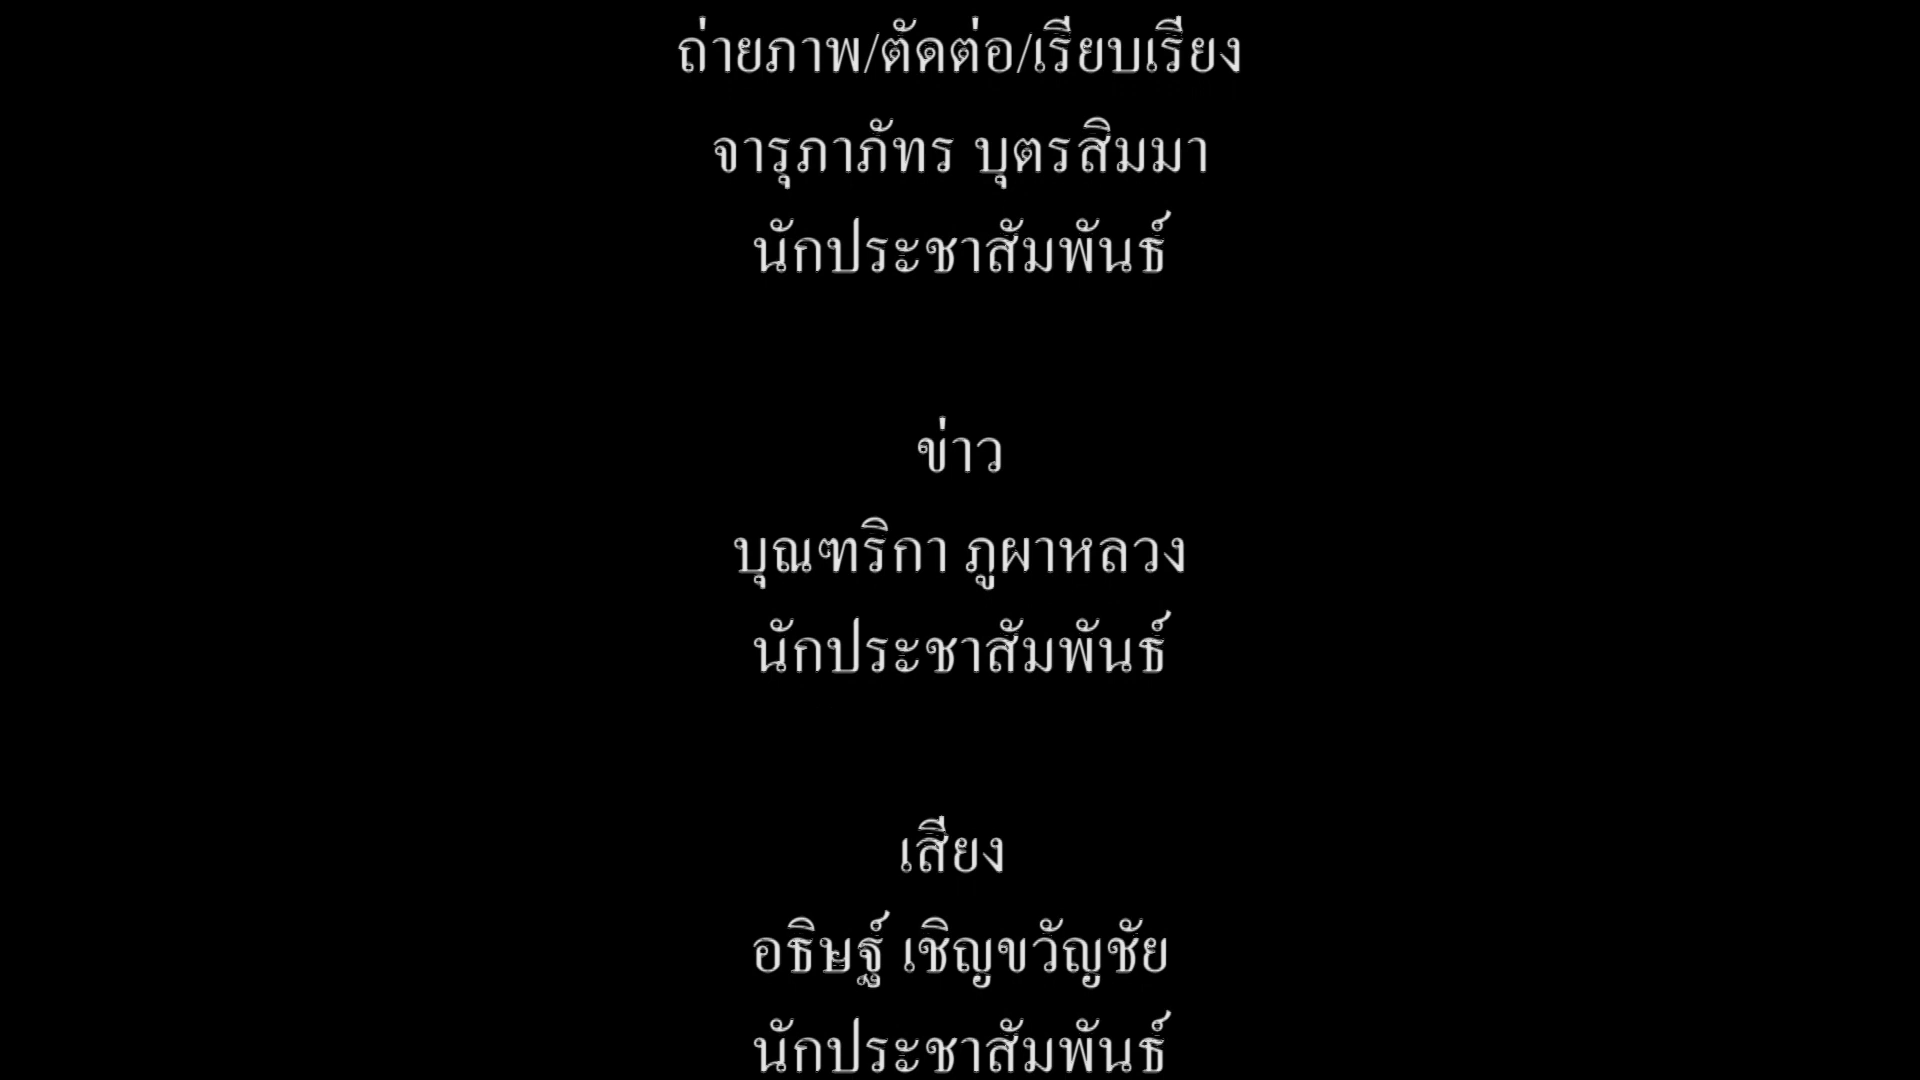 ถ่ายภาพ/ตัดต่อ/เรียบเรียง
จารุภาภัทร บุตรสิมมา
นักประชาสัมพันธ์
ข่าว
บุณฑริกา ภูผาหลวง
นักประชาสัมพันธ์
เสียง
อธิษฐ์ เชิญขวัญชัย
นักประชาสัมพันธ์